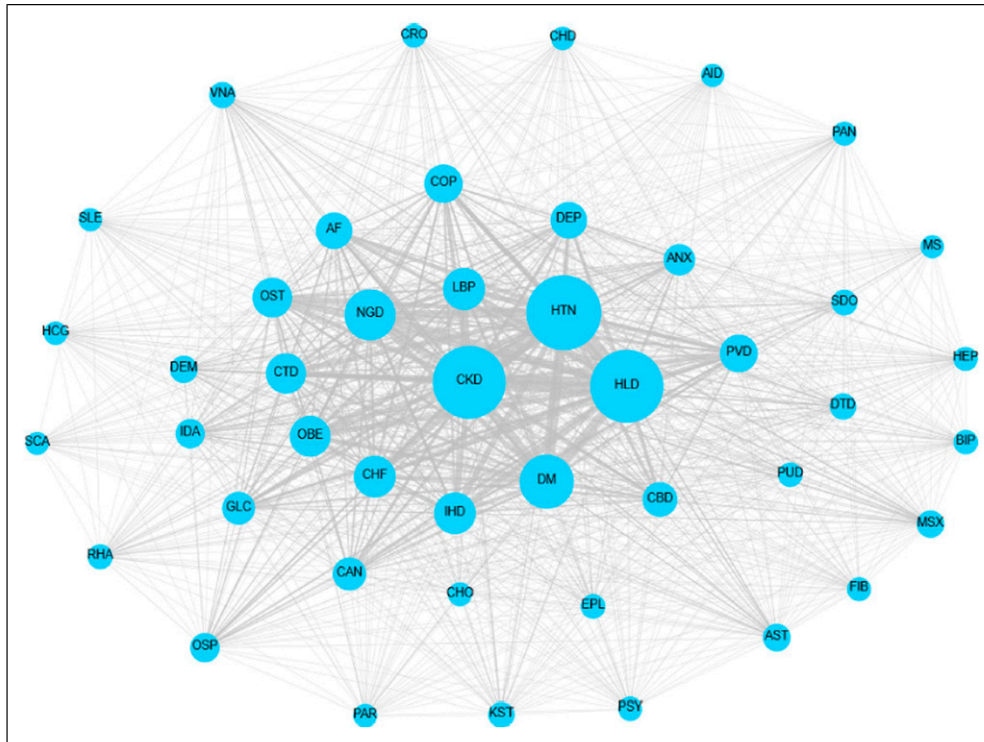 CRO
CHD
AID
VNA
PAN
COP
SLE
DEP
AF
MS
ANX
LBP
OST
SDO
NGD
HTN
HCG
PVD
HEP
DEM
CTD
CKD
HLD
DTD
IDA
OBE
SCA
BIP
CHF
PUD
DM
CBD
GLC
IHD
MSX
RHA
CAN
FIB
CHO
EPL
AST
OSP
PSY
PAR
KST